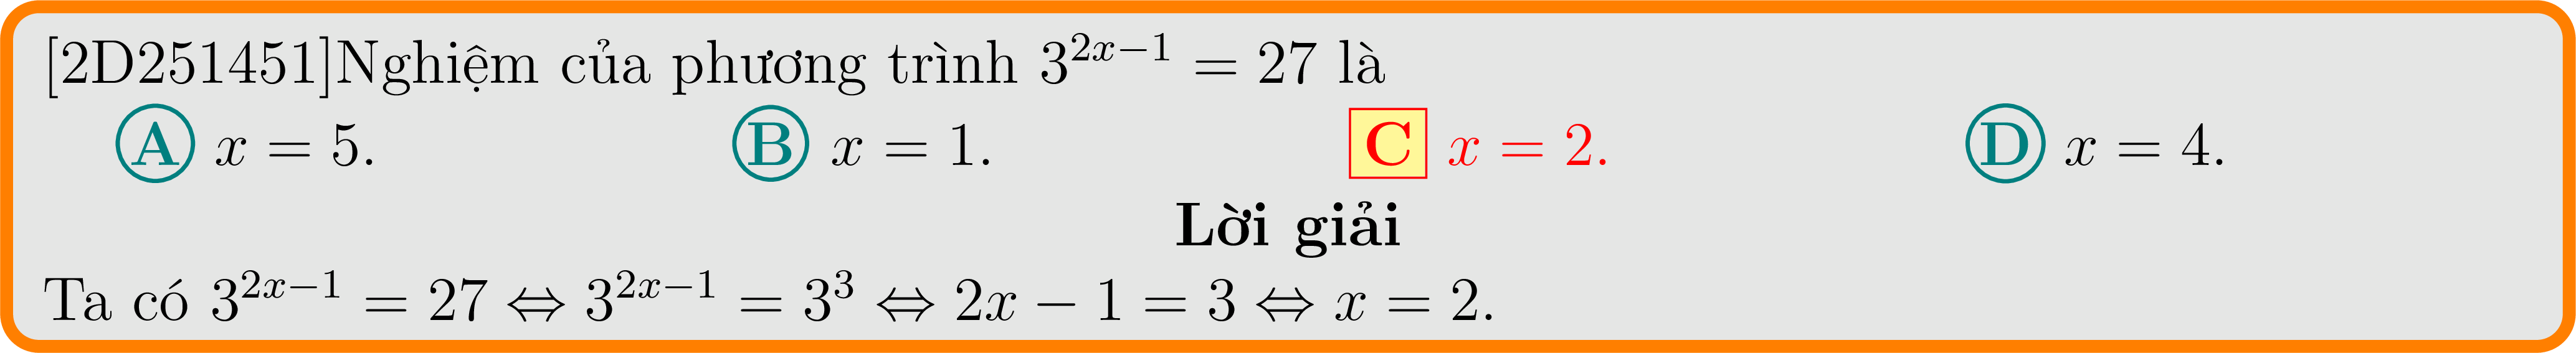 [2D251451]Nghiệm của phương trình $3^{2x-1} = 27$ là
A x = 5. B x = 1. C x = 2. D x = 4.
Lời giải
Ta có $3^{2x-1} = 27 \Leftrightarrow 3^{2x-1} = 3^3 \Leftrightarrow 2x - 1 = 3 \Leftrightarrow x = 2.$